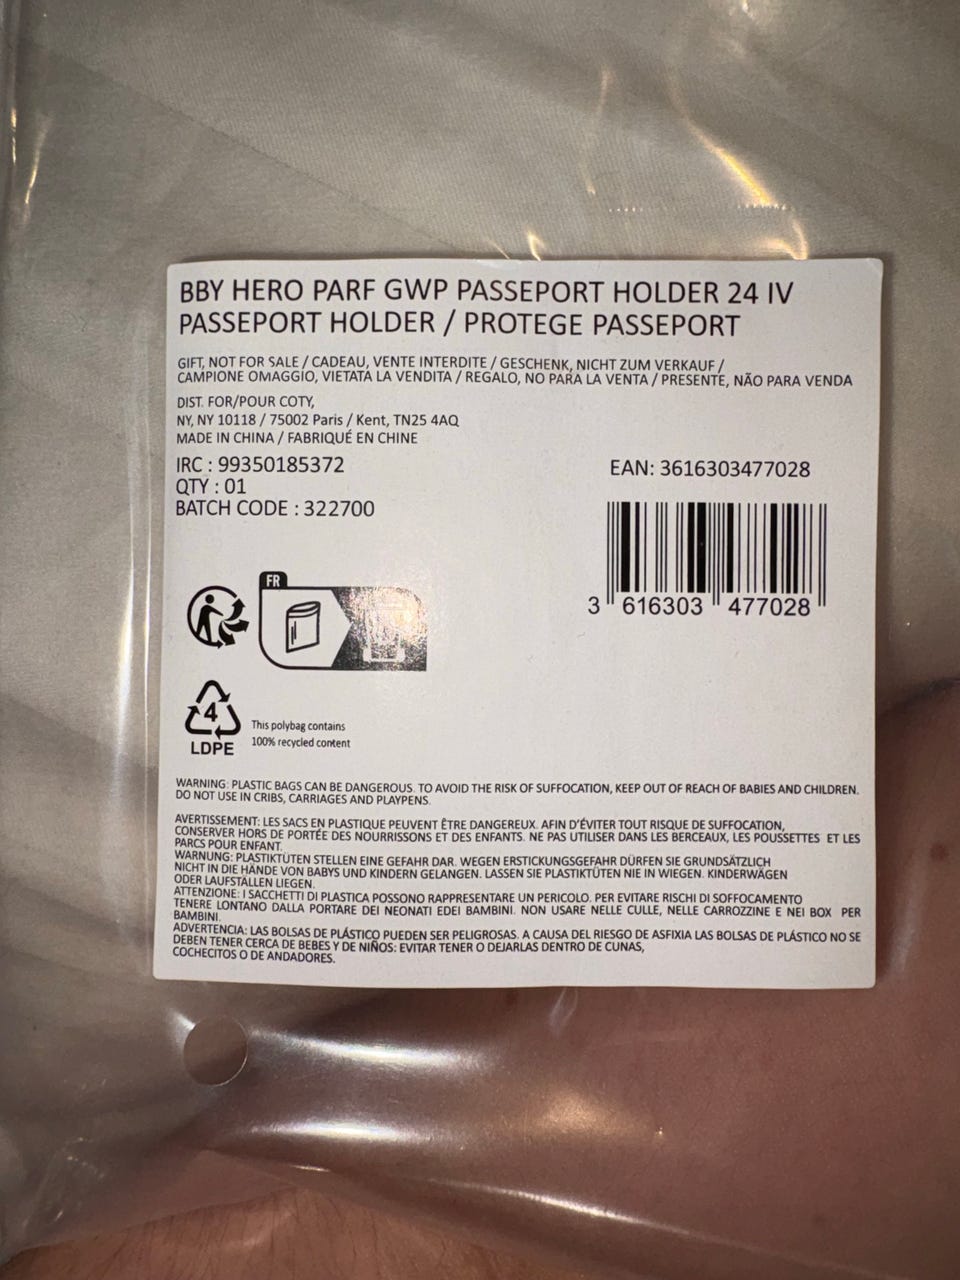 BBY HERO PARF GWP PASSEPORT HOLDER 24 IV
PASSEPORT HOLDER / PROTEGE PASSEPORT
GIFT, NOT FOR SALE / CADEAU, VENTE INTERDITE / GESCHENK, NICHT ZUM VERKAUF /
CAMPIONE OMAGGIO, VIETATA LA VENDITA / REGALO, NO PARA LA VENTA / PRESENTE, NÃO PARA VENDA
DIST. FOR/POUR COTY,
NY, NY 10118 / 75002 Paris / Kent, TN25 4AQ
MADE IN CHINA / FABRIQUÉ EN CHINE
IRC : 99350185372
QTY : 01
BATCH CODE : 322700
EAN: 3616303477028
3 616303 477028
FR
4
LDPE
This polybag contains
100% recycled content
WARNING: PLASTIC BAGS CAN BE DANGEROUS. TO AVOID THE RISK OF SUFFOCATION, KEEP OUT OF REACH OF BABIES AND CHILDREN.
DO NOT USE IN CRIBS, CARRIAGES AND PLAYPENS.
AVERTISSEMENT: LES SACS EN PLASTIQUE PEUVENT ÊTRE DANGEREUX. AFIN D'ÉVITER TOUT RISQUE DE SUFFOCATION,
CONSERVER HORS DE PORTÉE DES NOURRISSONS ET DES ENFANTS. NE PAS UTILISER DANS LES BERCEAUX, LES POUSSETTES ET LES
PARCS POUR ENFANT.
WARNUNG: PLASTIKTÜTEN STELLEN EINE GEFAHR DAR. WEGEN ERSTICKUNGSGEFAHR DÜRFEN SIE GRUNDSÄTZLICH
NICHT IN DIE HÄNDE VON BABYS UND KINDERN GELANGEN. LASSEN SIE PLASTIKTÜTEN NIE IN WIEGEN. KINDERWÄGEN
ODER LAUFSTÄLLEN LIEGEN.
ATTENZIONE: I SACCHETTI DI PLASTICA POSSONO RAPPRESENTARE UN PERICOLO. PER EVITARE RISCHI DI SOFFOCAMENTO
TENERE LONTANO DALLA PORTARE DEI NEONATI EDEI BAMBINI. NON USARE NELLE CULLE, NELLE CARROZZINE E NEI BOX PER
BAMBINI.
ADVERTENCIA: LAS BOLSAS DE PLÁSTICO PUEDEN SER PELIGROSAS. A CAUSA DEL RIESGO DE ASFIXIA LAS BOLSAS DE PLÁSTICO NO SE
DEBEN TENER CERCA DE BEBES Y DE NIÑOS: EVITAR TENER O DEJARLAS DENTRO DE CUNAS,
COCHECITOS O DE ANDADORES.